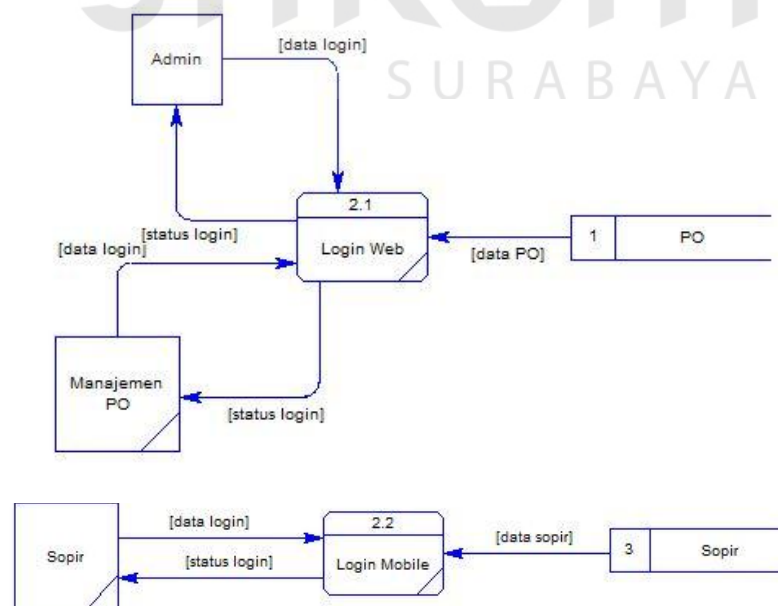 SURABAYA
[data login]
Admin
2.1
Login Web
[status login]
[data login]
1
PO
[data PO]
Manajemen
PO
[status login]
[data login]
2.2
Login Mobile
[status login]
Sopir
[data sopir]
3
Sopir